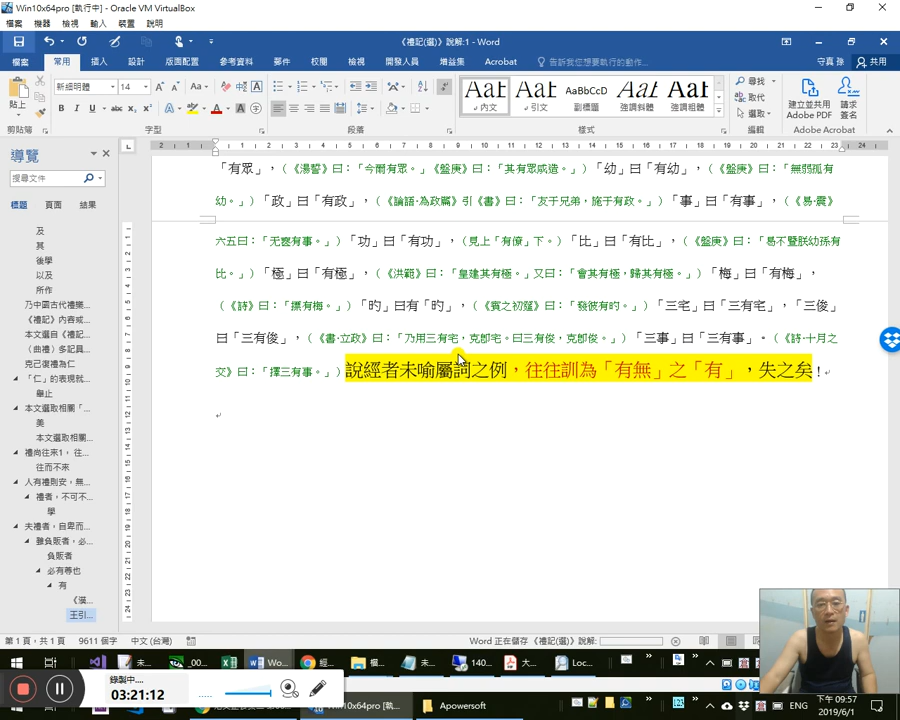 Win10x64pro [執行中] - Oracle VM VirtualBox
檔案 機器 檢視 輸入 裝置 說明
《禮記(選)》說解:1 - Word
檔案 常用 插入 設計 版面配置 參考資料 郵件 校閱 檢視 開發人員 增益集 Acrobat 告訴我您想要執行的動作... 守真 孫 共用
貼上 新細明體 14 AaBbCcD 尋找 取代 選取 建立並共用 Adobe PDF 請求簽名
內文 引文 副標題 強調斜體 強調粗體
剪貼簿 字型 段落 樣式 編輯 Adobe Acrobat
導覽
搜尋文件
標題 頁面 結果
及
其
後學
以及
所作
乃中國古代禮樂...
《禮記》內容或...
本文選自《禮記...
〈曲禮〉多記具...
克己復禮為仁
「仁」的表現就...
舉止
本文選取相關「...
美
本文選取相關...
禮尚往來1， 往...
往而不來
人有禮則安，無...
禮者，不可不...
學
夫禮者，自卑而...
雖負販者，必...
負販者
必有尊也
有
《漢...
王引...
「有眾」，（《湯誓》曰：「今爾有眾。」《盤庚》曰：「其有眾咸造。」）「幼」曰「有幼」，（《盤庚》曰：「無弱孤有
幼。」）「政」曰「有政」，（《論語·為政篇》引《書》曰：「友于兄弟，施于有政。」）「事」曰「有事」，（《易·震》
六五曰：「无喪有事。」）「功」曰「有功」，（見上「有僚」下。）「比」曰「有比」，（《盤庚》曰：「曷不暨朕幼孫有
比。」）「極」曰「有極」，（《洪範》曰：「皇建其有極。」又曰：「會其有極，歸其有極。」）「梅」曰「有梅」，
（《詩》曰：「摽有梅。」）「旳」曰有「旳」，（《賓之初筵》曰：「發彼有旳。」）「三宅」曰「三有宅」，「三俊」
曰「三有俊」，（《書·立政》曰：「乃用三有宅，克卽宅。曰三有俊，克卽俊。」）「三事」曰「三有事」。（《詩·十月之
交》曰：「擇三有事。」）說經者未喻屬詞之例，往往訓為「有無」之「有」，失之矣！
第 1 頁，共 1 頁 9611 個字 中文 (台灣) Word 正在儲存《禮記(選)》說解:
錄製中....
03:21:12
Win10x64pro [執... Apowersoft
ENG
下午 09:57
2019/6/1